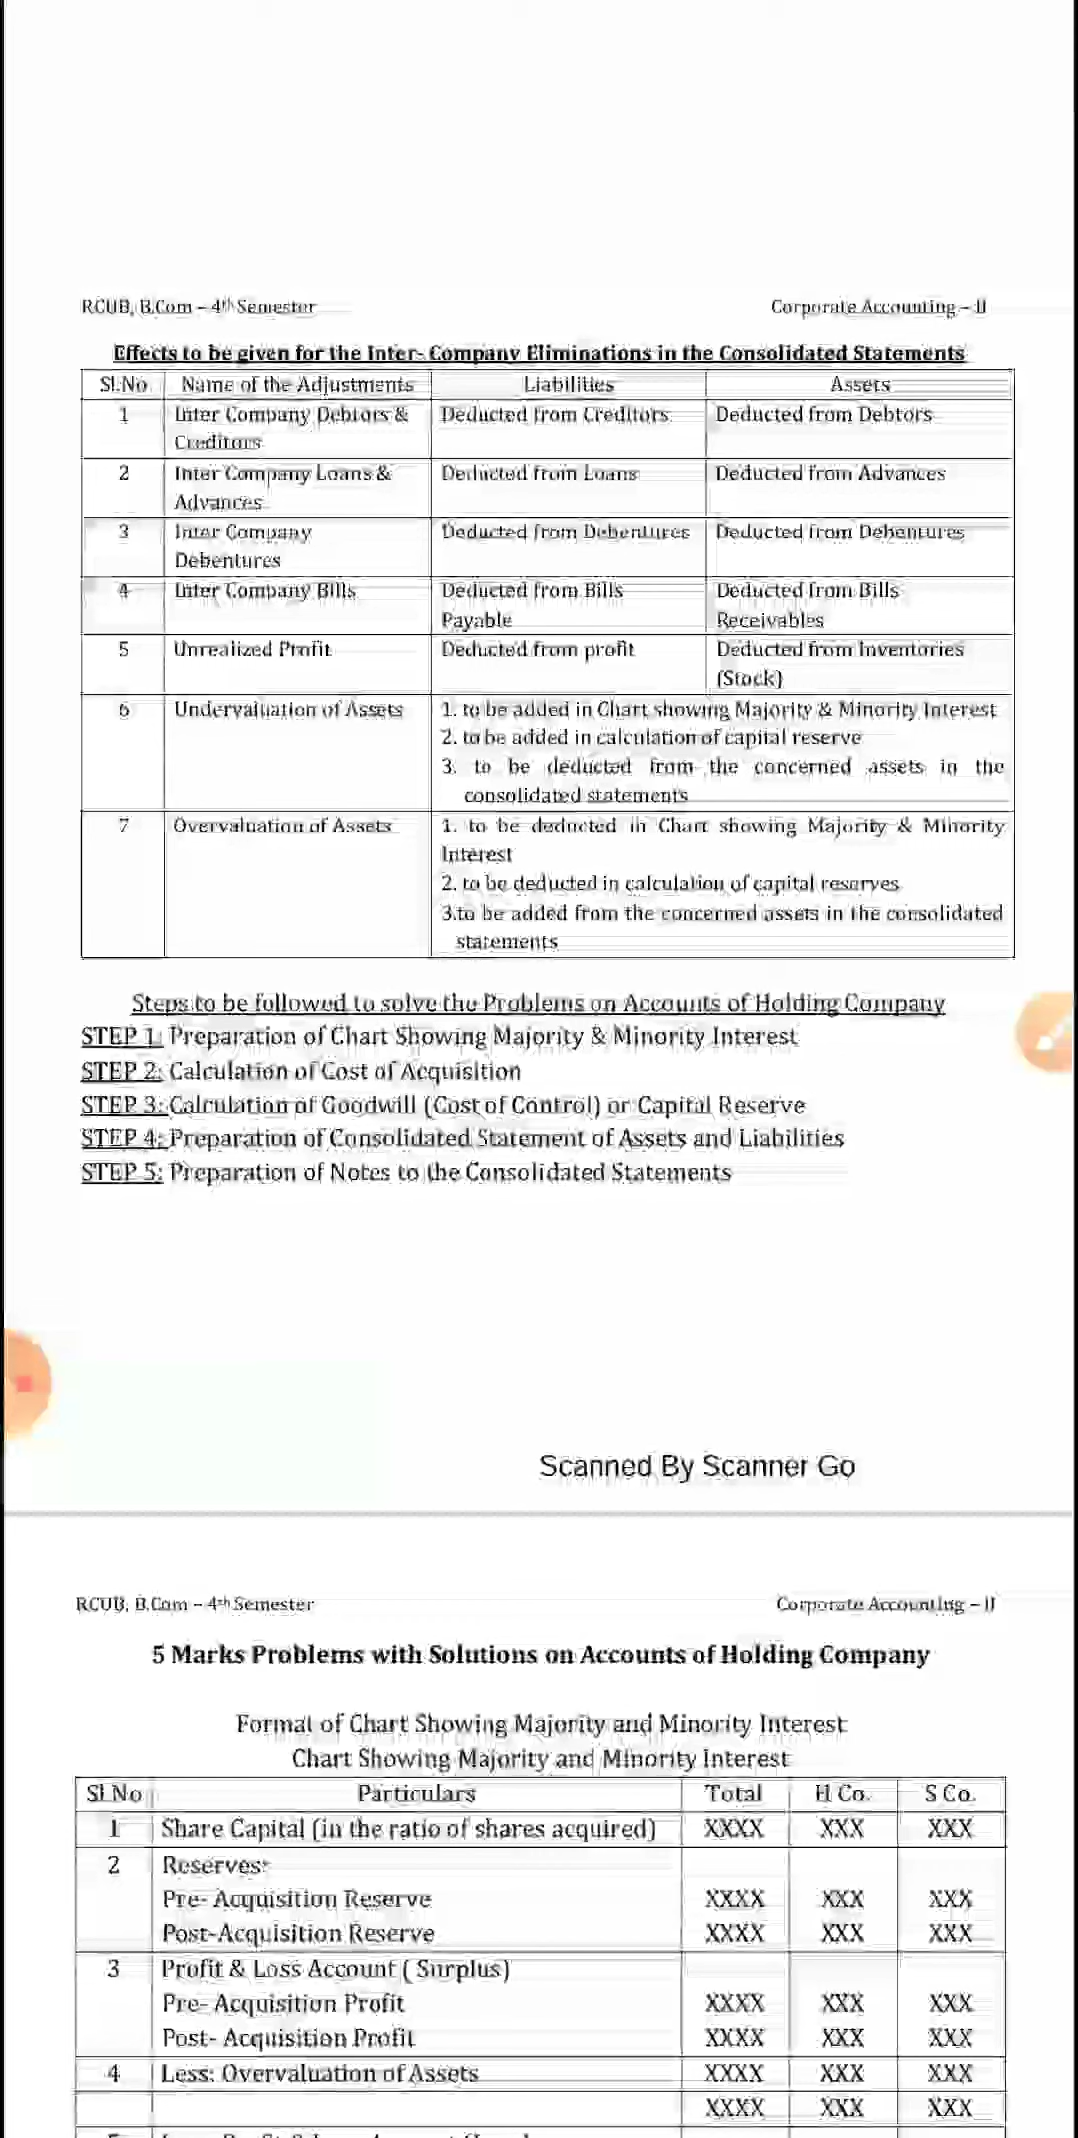 RCUB, B.Com – 4th Semester Corporate Accounting – II
Effects to be given for the Inter- Company Eliminations in the Consolidated Statements
Sl.No Name of the Adjustments Liabilities Assets
1 Inter Company Debtors & Deducted from Creditors Deducted from Debtors
Creditors
2 Inter Company Loans & Deducted from Loans Deducted from Advances
Advances
3 Inter Company Deducted from Debentures Deducted from Debentures
Debentures
4 Inter Company Bills Deducted from Bills Deducted from Bills
Payable Receivables
5 Unrealized Profit Deducted from profit Deducted from Inventories
(Stock)
6 Undervaluation of Assets 1. to be added in Chart showing Majority & Minority Interest
2. to be added in calculation of capital reserve
3. to be deducted from the concerned assets in the
consolidated statements
7 Overvaluation of Assets 1. to be deducted in Chart showing Majority & Minority
Interest
2. to be deducted in calculation of capital reserves
3.to be added from the concerned assets in the consolidated
statements
Steps to be followed to solve the Problems on Accounts of Holding Company
STEP 1: Preparation of Chart Showing Majority & Minority Interest
STEP 2: Calculation of Cost of Acquisition
STEP 3: Calculation of Goodwill (Cost of Control) or Capital Reserve
STEP 4: Preparation of Consolidated Statement of Assets and Liabilities
STEP 5: Preparation of Notes to the Consolidated Statements
Scanned By Scanner Go
RCUB, B.Com – 4th Semester Corporate Accounting – II
5 Marks Problems with Solutions on Accounts of Holding Company
Format of Chart Showing Majority and Minority Interest
Chart Showing Majority and Minority Interest
Sl.No Particulars Total H Co. S Co.
1 Share Capital (in the ratio of shares acquired) XXXX XXX XXX
2 Reserves:
Pre- Acquisition Reserve XXXX XXX XXX
Post-Acquisition Reserve XXXX XXX XXX
3 Profit & Loss Account ( Surplus)
Pre- Acquisition Profit XXXX XXX XXX
Post- Acquisition Profit XXXX XXX XXX
4 Less: Overvaluation of Assets XXXX XXX XXX
XXXX XXX XXX